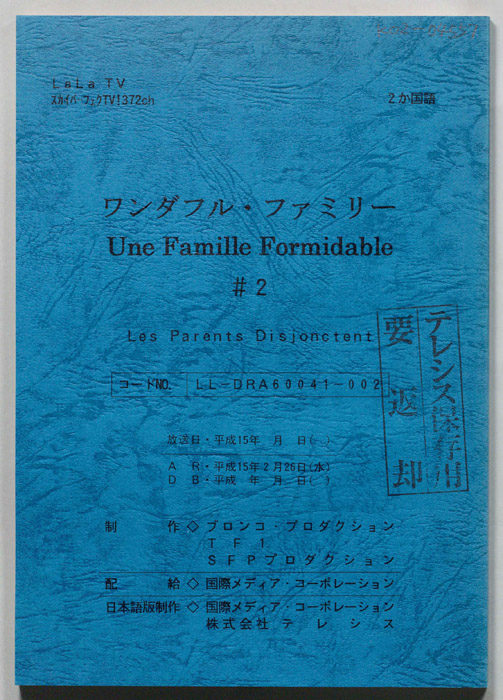 LaLa TV
スカイパーフェクTV!372ch
2か国語
ワンダフル・ファミリー
Une Famille Formidable
#2
Les Parents Disjonctent
コードNO. LL-DRA60041-002
放送日・平成15年 月 日( )
AR・平成15年2月26日(水)
DB・平成 年 月 日( )
制作◇ブロンコ・プロダクション
TF1
SFPプロダクション
配給◇国際メディア・コーポレーション
日本語版制作◇国際メディア・コーポレーション
株式会社テレシス
テレシス保存用
要返却